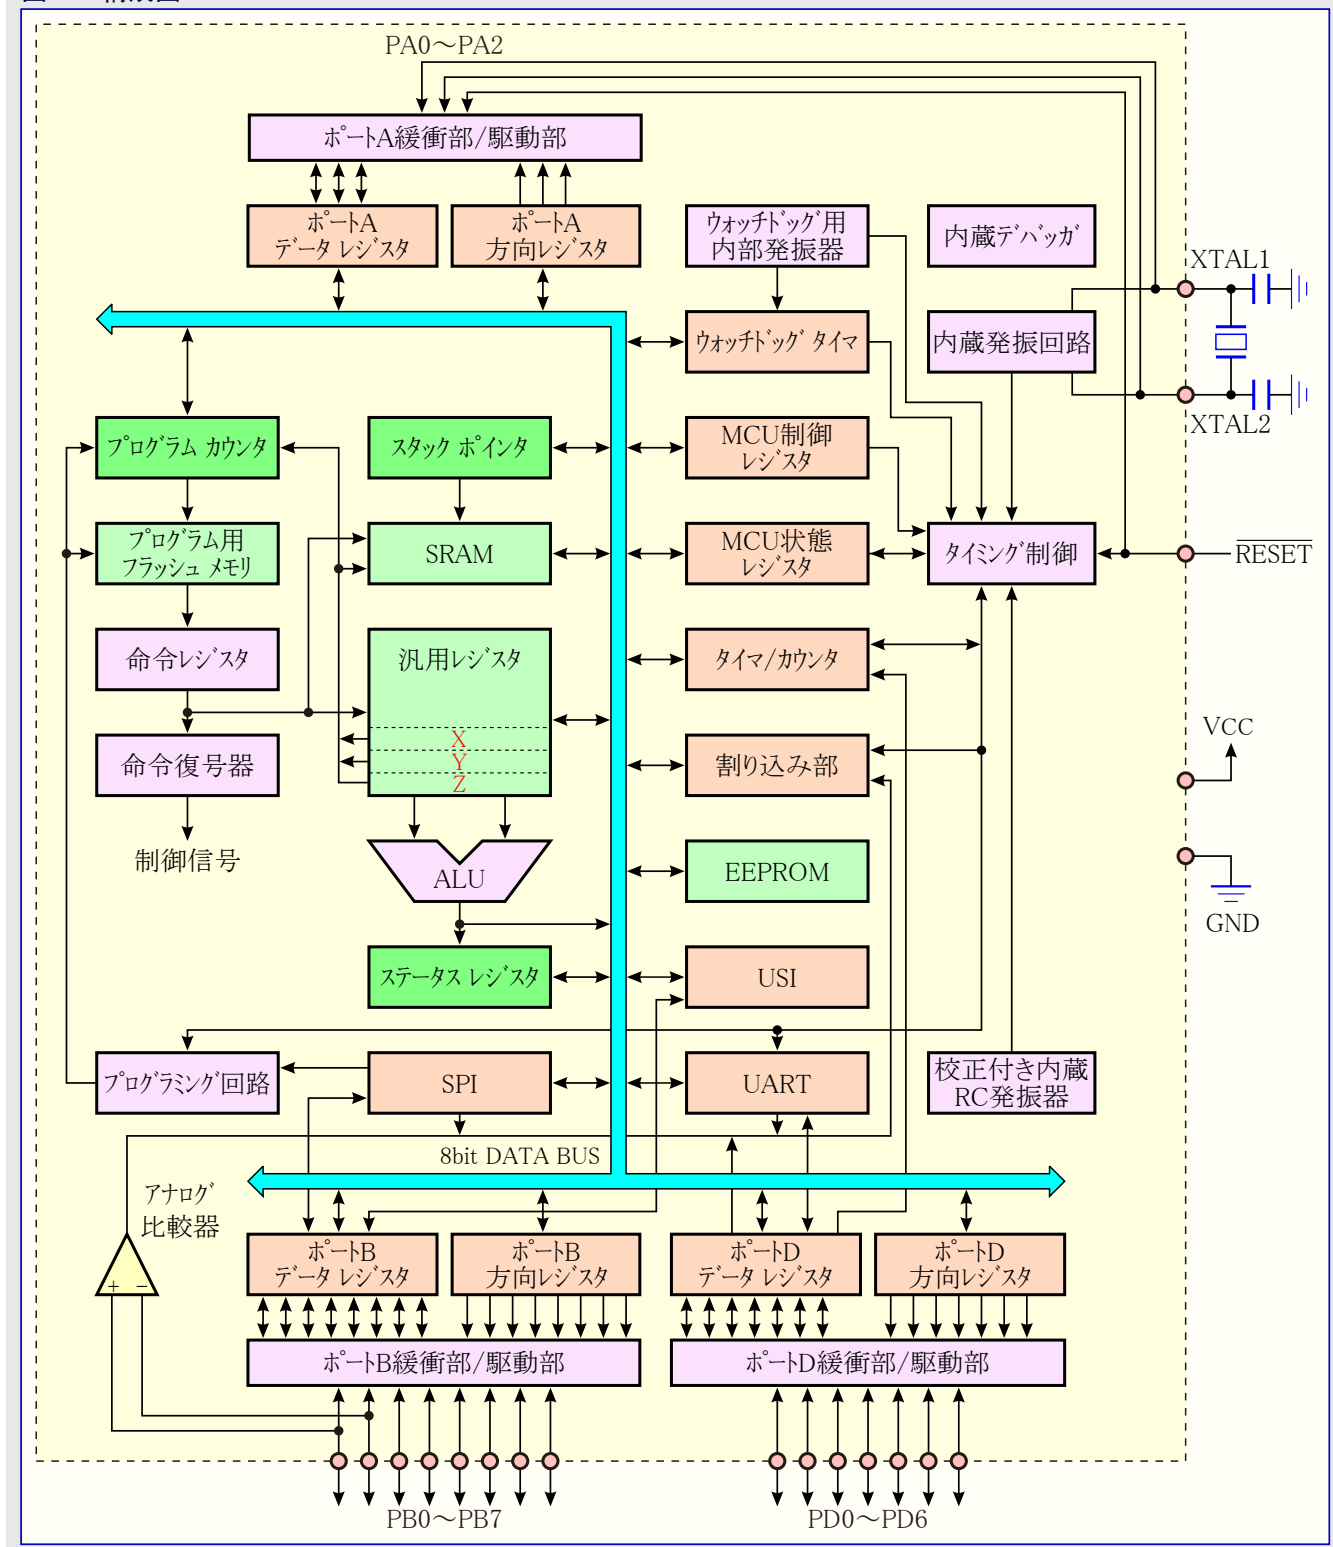 PA0～PA2
ポートA緩衝部/駆動部
ポートA
データ レジスタ
ポートA
方向レジスタ
ウォッチドッグ用
内部発振器
内蔵デバッガ
XTAL1
ウォッチドッグ タイマ
内蔵発振回路
XTAL2
プログラム カウンタ
スタック ポインタ
MCU制御
レジスタ
プログラム用
フラッシュ メモリ
SRAM
MCU状態
レジスタ
タイミング制御
RESET
命令レジスタ
汎用レジスタ
タイマ/カウンタ
X
Y
Z
命令復号器
割り込み部
VCC
制御信号
ALU
EEPROM
GND
ステータス レジスタ
USI
プログラミング回路
SPI
UART
校正付き内蔵
RC発振器
8bit DATA BUS
アナログ
比較器
+ −
ポートB
データ レジスタ
ポートB
方向レジスタ
ポートD
データ レジスタ
ポートD
方向レジスタ
ポートB緩衝部/駆動部
ポートD緩衝部/駆動部
PB0～PB7
PD0～PD6